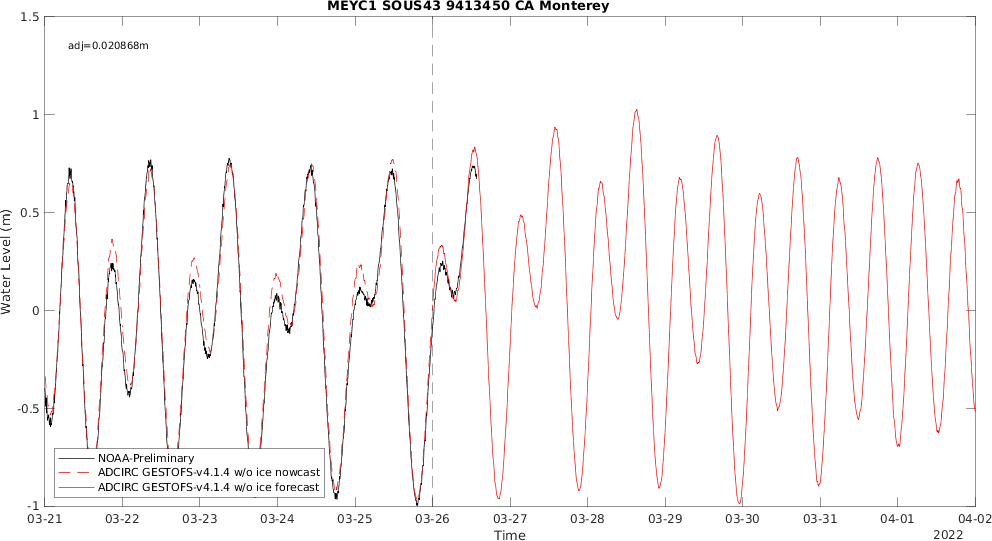 MEYC1 SOUS43 9413450 CA Monterey
adj=0.020868m
1.5
1
0.5
0
-0.5
-1
Water Level (m)
NOAA-Preliminary
ADCIRC GESTOFS-v4.1.4 w/o ice nowcast
ADCIRC GESTOFS-v4.1.4 w/o ice forecast
03-21 03-22 03-23 03-24 03-25 03-26 03-27 03-28 03-29 03-30 03-31 04-01 04-02
Time
2022